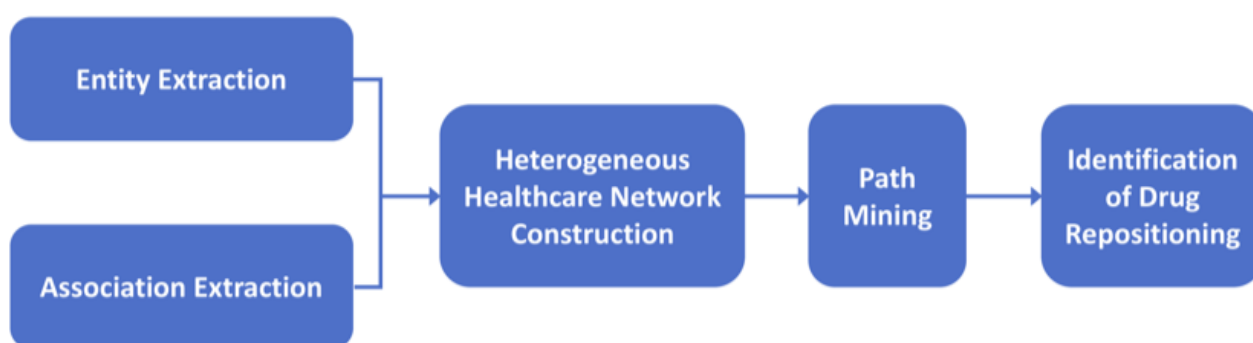 Entity Extraction
Association Extraction
Heterogeneous
Healthcare Network
Construction
Path
Mining
Identification
of Drug
Repositioning